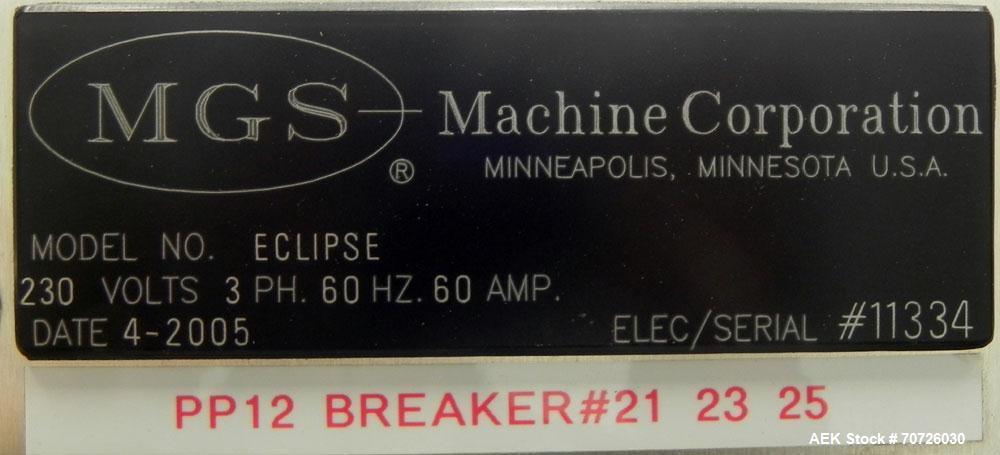 MGS ® Machine Corporation
MINNEAPOLIS, MINNESOTA U.S.A.
MODEL NO. ECLIPSE
230 VOLTS 3 PH. 60 HZ. 60 AMP.
DATE 4-2005.
ELEC/SERIAL #11334
PP12 BREAKER#21 23 25
AEK Stock # 70726030